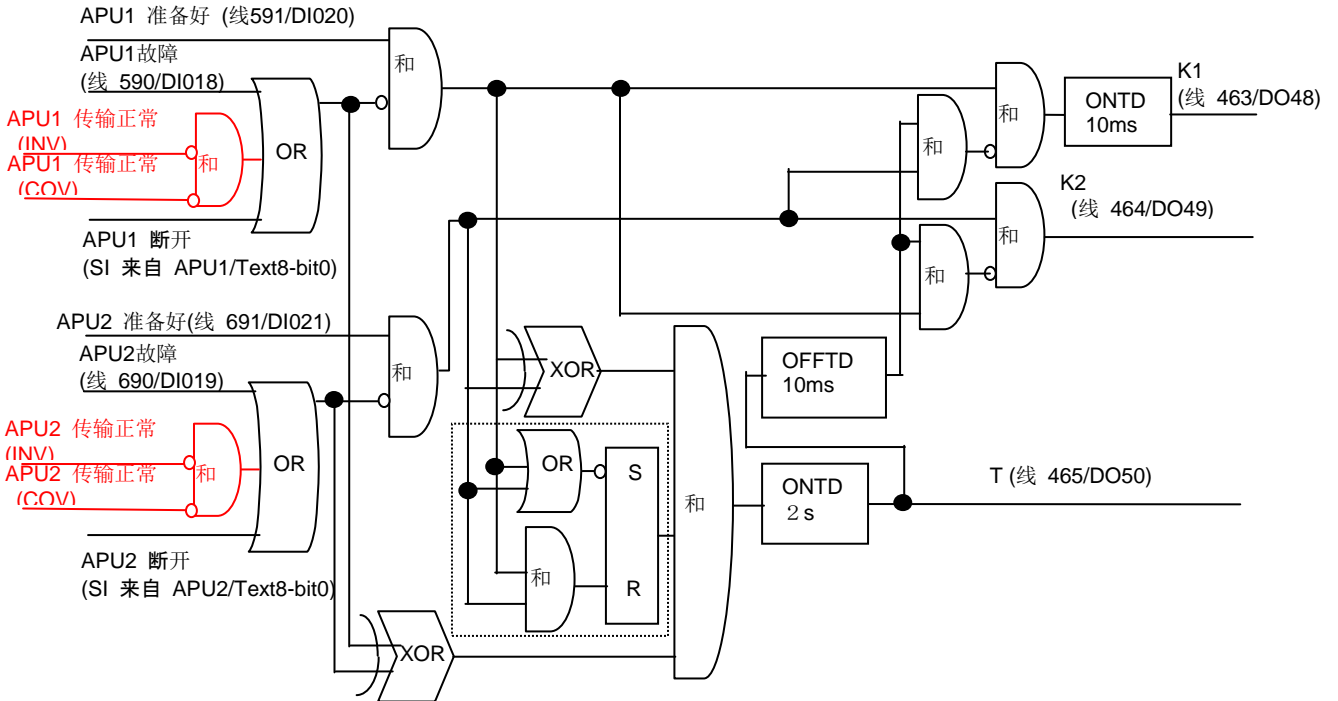 APU1 准备好 (线591/DI020)
APU1故障
(线 590/DI018)
APU1 传输正常
(INV)
APU1 传输正常
(COV)
和
OR
和
APU1 断开
(SI 来自 APU1/Text8-bit0)
和
和
ONTD
10ms
K1
(线 463/DO48)
K2
(线 464/DO49)
和
和
APU2 准备好(线 691/DI021)
APU2故障
(线 690/DI019)
APU2 传输正常
(INV)
APU2 传输正常
(COV)
和
OR
和
APU2 断开
(SI 来自 APU2/Text8-bit0)
XOR
OFFTD
10ms
OR
S
和
R
和
ONTD
2s
T (线 465/DO50)
XOR